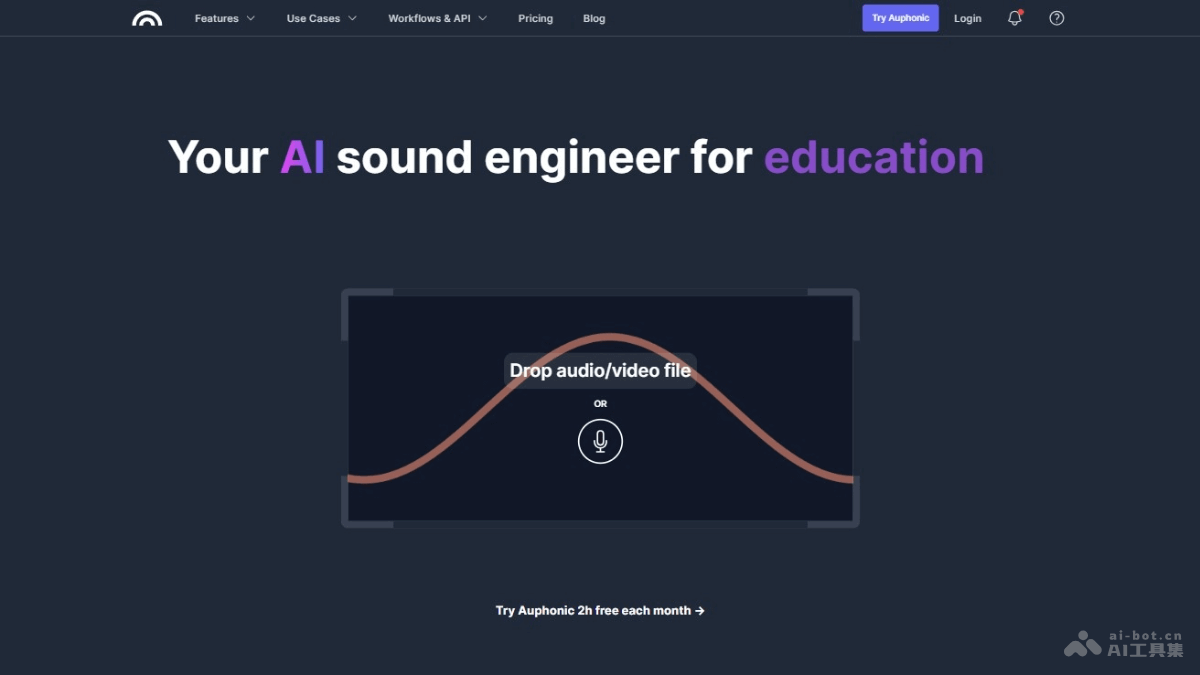 Features
Use Cases
Workflows & API
Pricing
Blog
Try Auphonic
Login
Your AI sound engineer for education
Drop audio/video file
OR
Try Auphonic 2h free each month →
ai-bot.cn
AI工具集